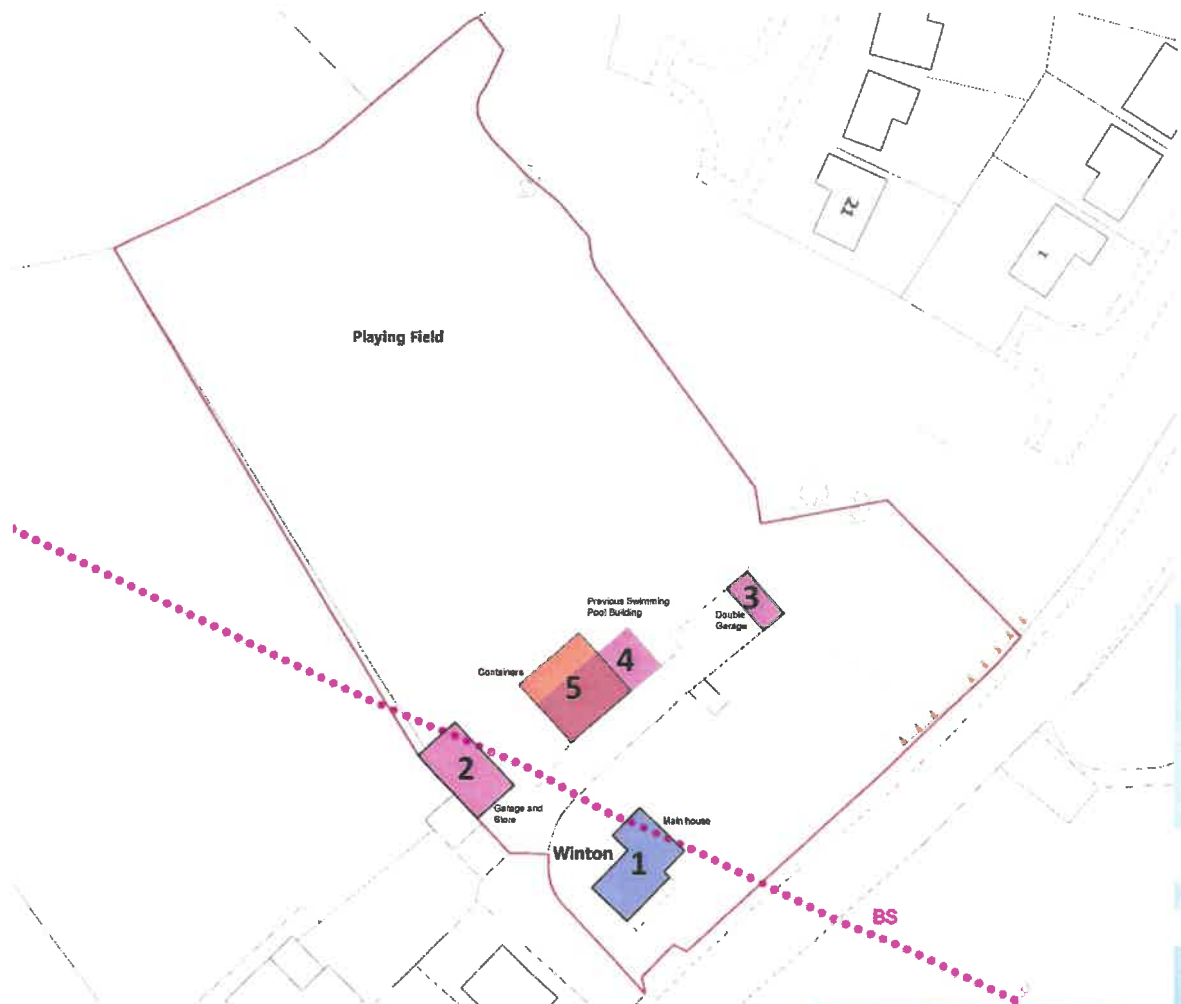 21
1
Playing Field
Previous Swimming
Pool Building
3
Double
Garage
4
Containers
5
2
Garage and
Store
Main house
Winton
1
BS